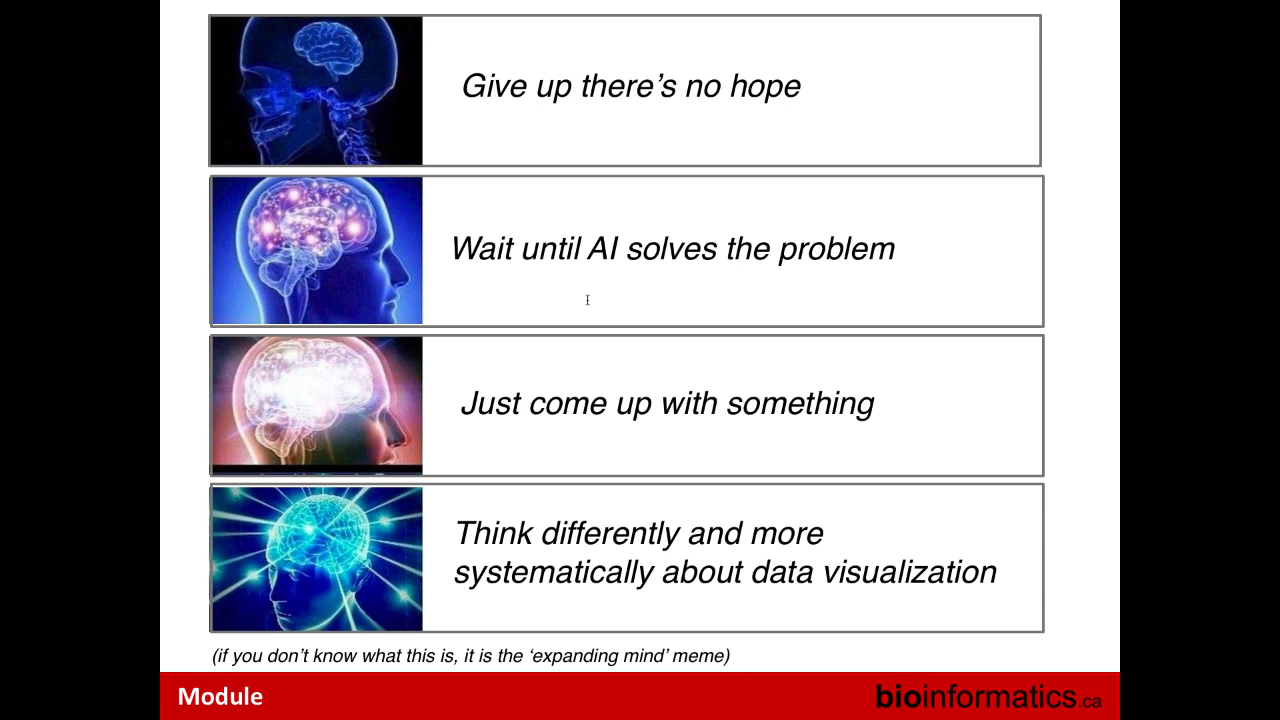 Give up there’s no hope
Wait until AI solves the problem
Just come up with something
Think differently and more
systematically about data visualization
(if you don’t know what this is, it is the ‘expanding mind’ meme)
Module
bioinformatics.ca